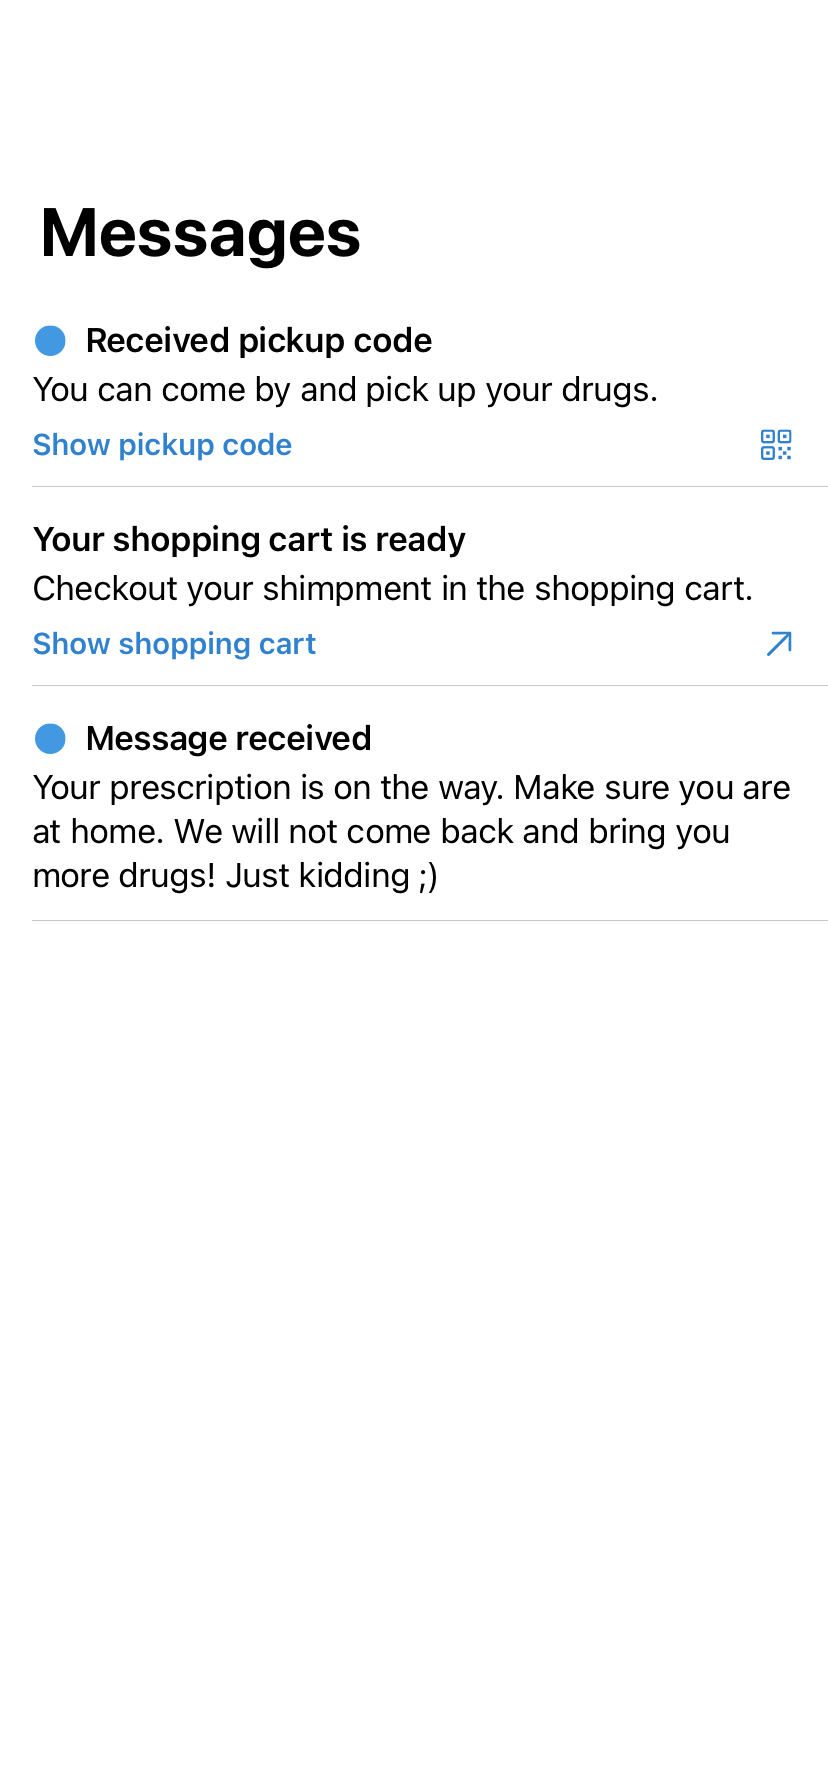 Messages
Received pickup code
You can come by and pick up your drugs.
Show pickup code
Your shopping cart is ready
Checkout your shimpment in the shopping cart.
Show shopping cart
Message received
Your prescription is on the way. Make sure you are
at home. We will not come back and bring you
more drugs! Just kidding ;)